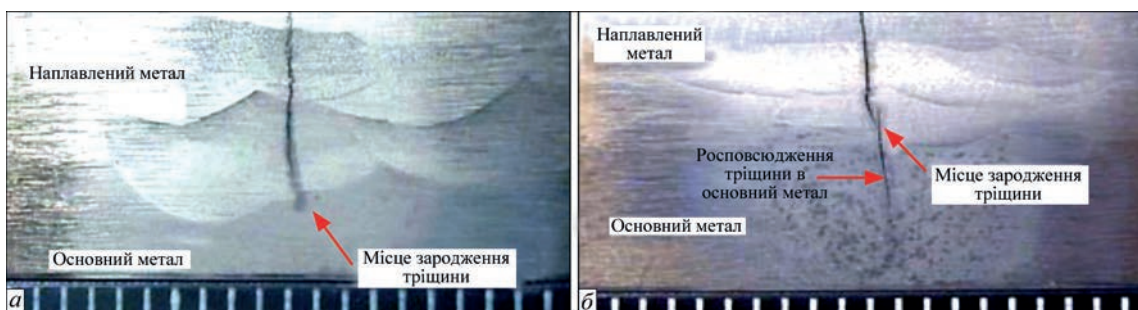 Наплавлений метал
Основний метал
Місце зародження
тріщини
а
Наплавлений
метал
Росповсюдження
тріщини в
основний метал
Місце зародження
тріщини
Основний метал
б